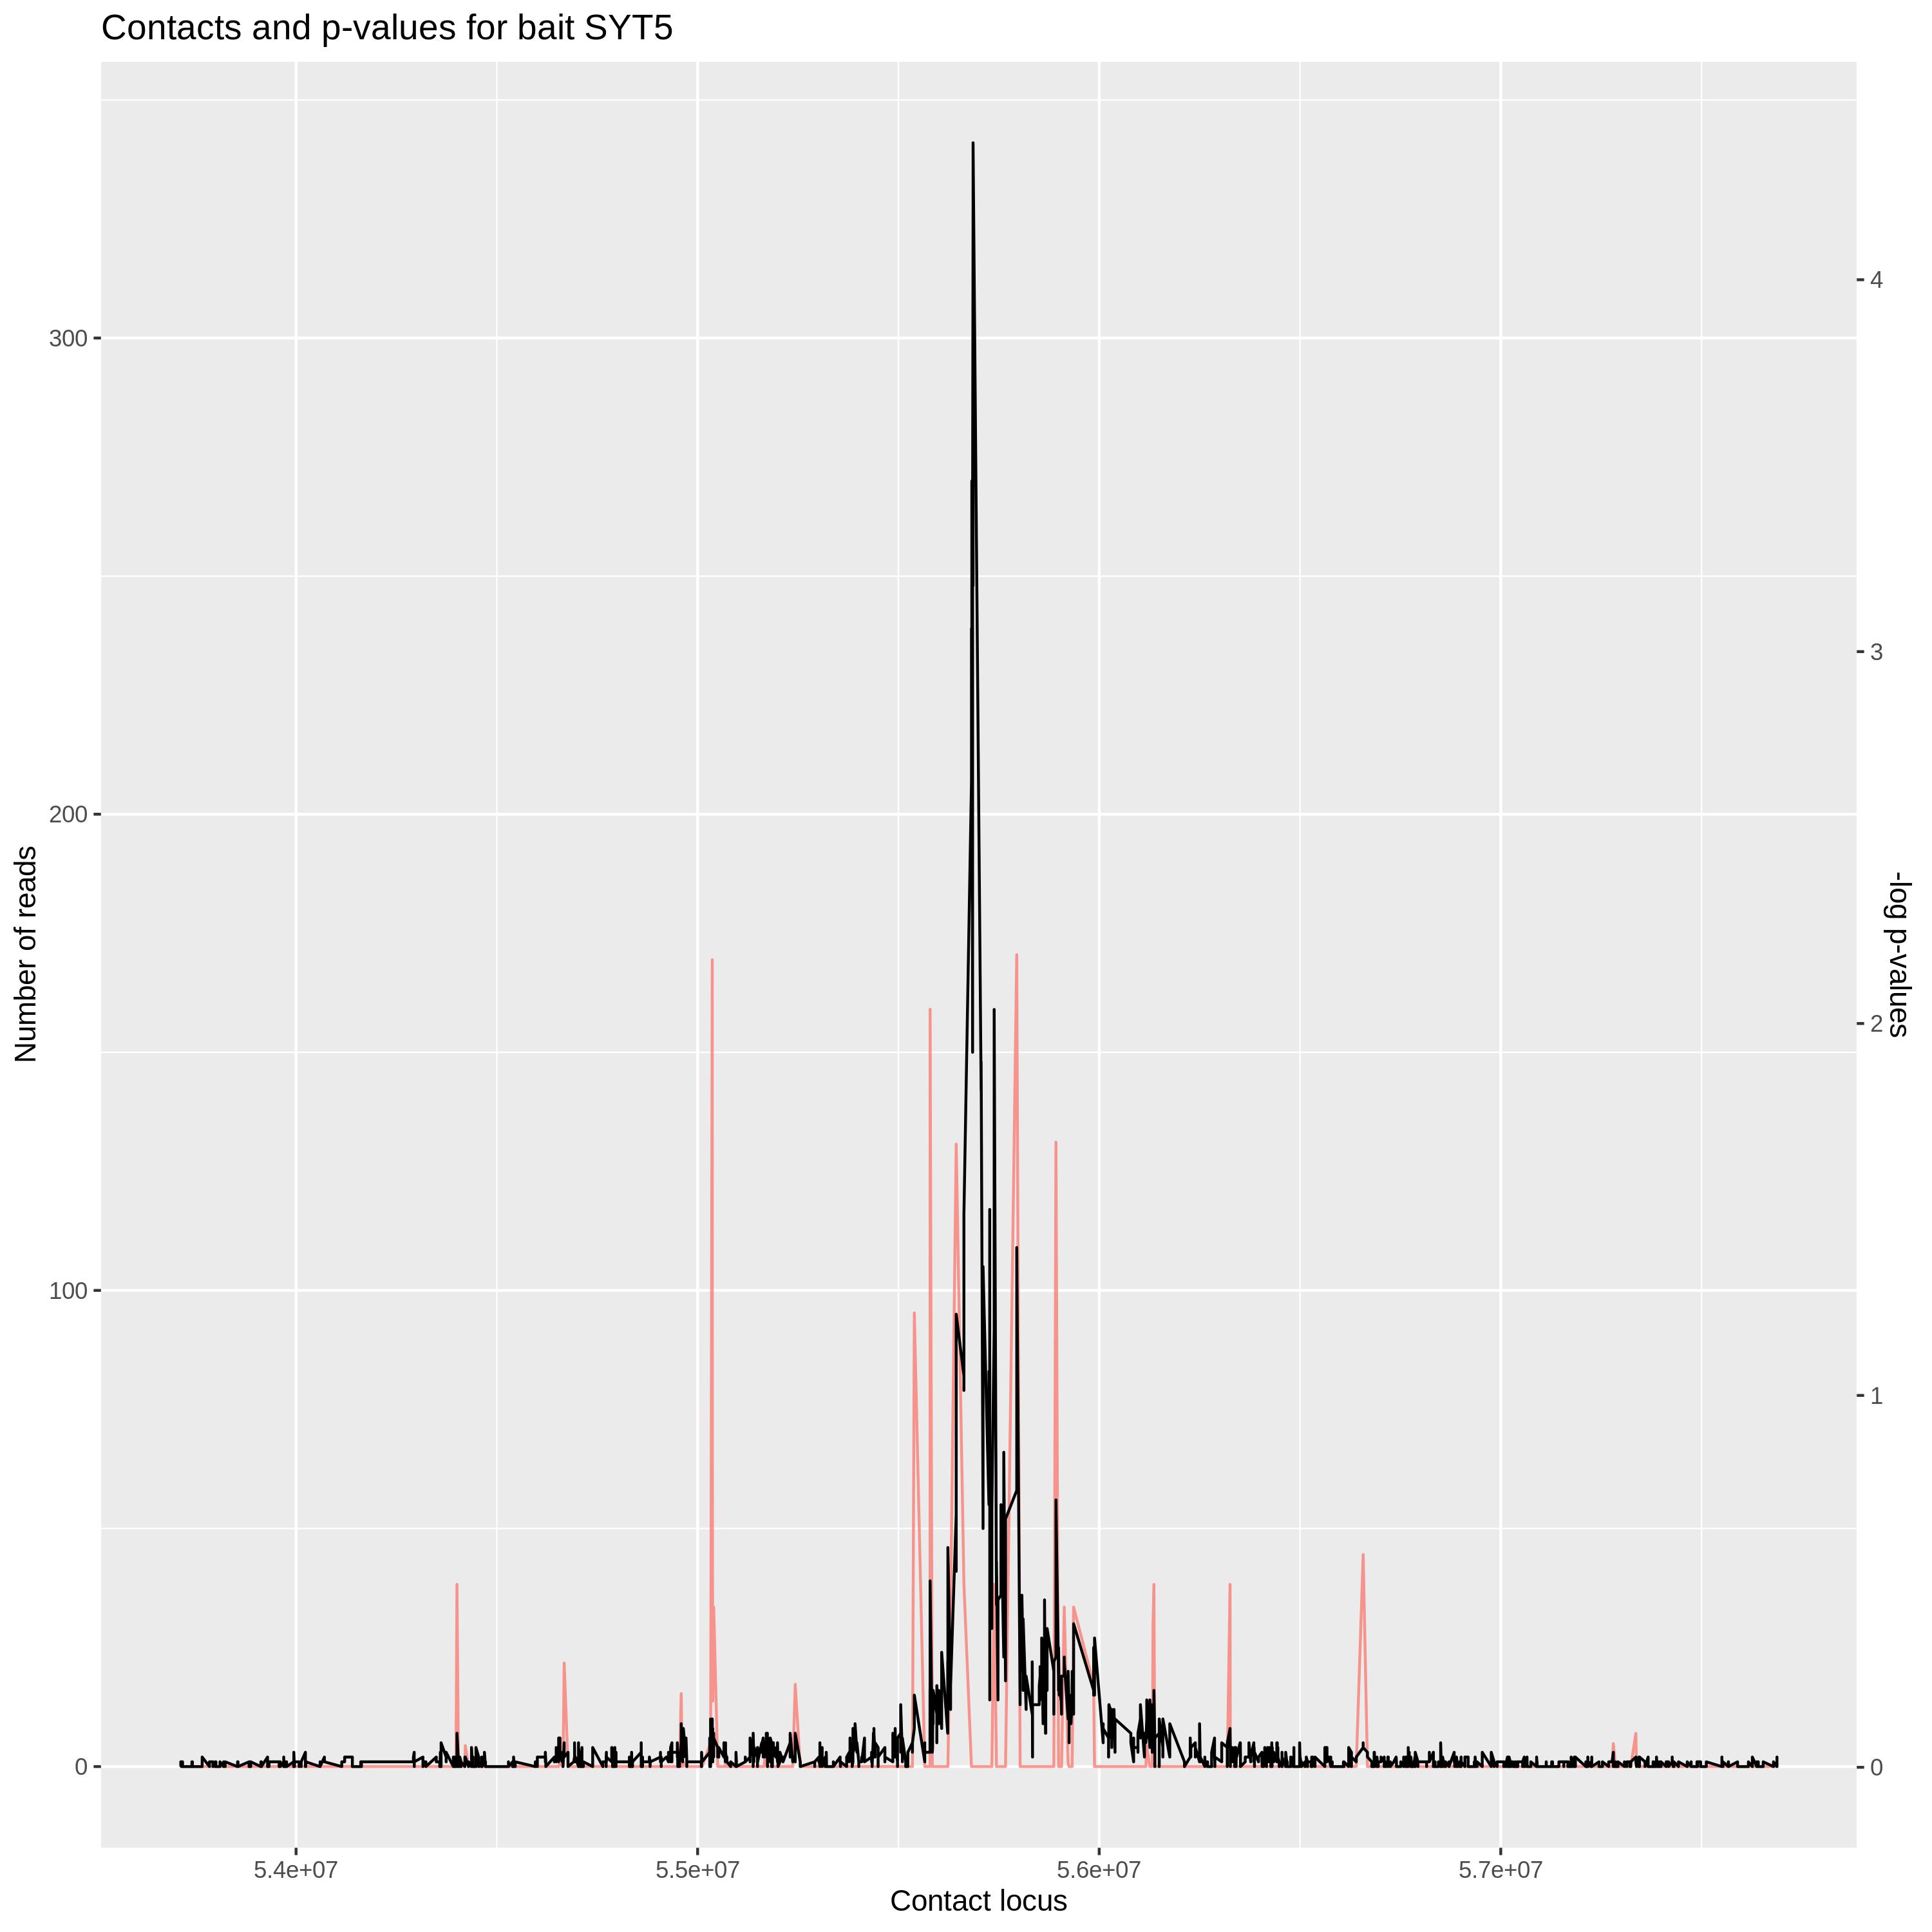 Contacts and p-values for bait SYT5
Number of reads
300
200
100
0
4
3
2
1
0
-log p-values
5.4e+07
5.5e+07
5.6e+07
5.7e+07
Contact locus